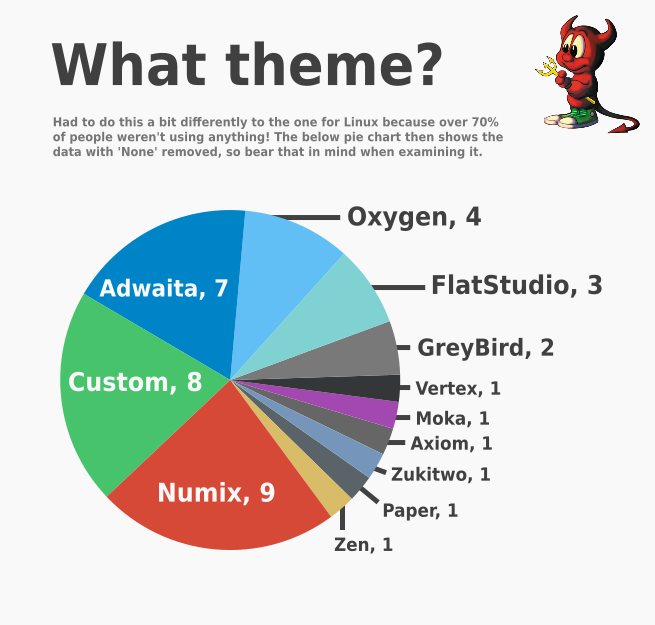 What theme?
Had to do this a bit differently to the one for Linux because over 70%
of people weren't using anything! The below pie chart then shows the
data with 'None' removed, so bear that in mind when examining it.
Oxygen, 4
FlatStudio, 3
Adwaita, 7
GreyBird, 2
Custom, 8
Vertex, 1
Moka, 1
Axiom, 1
Zukitwo, 1
Numix, 9
Paper, 1
Zen, 1